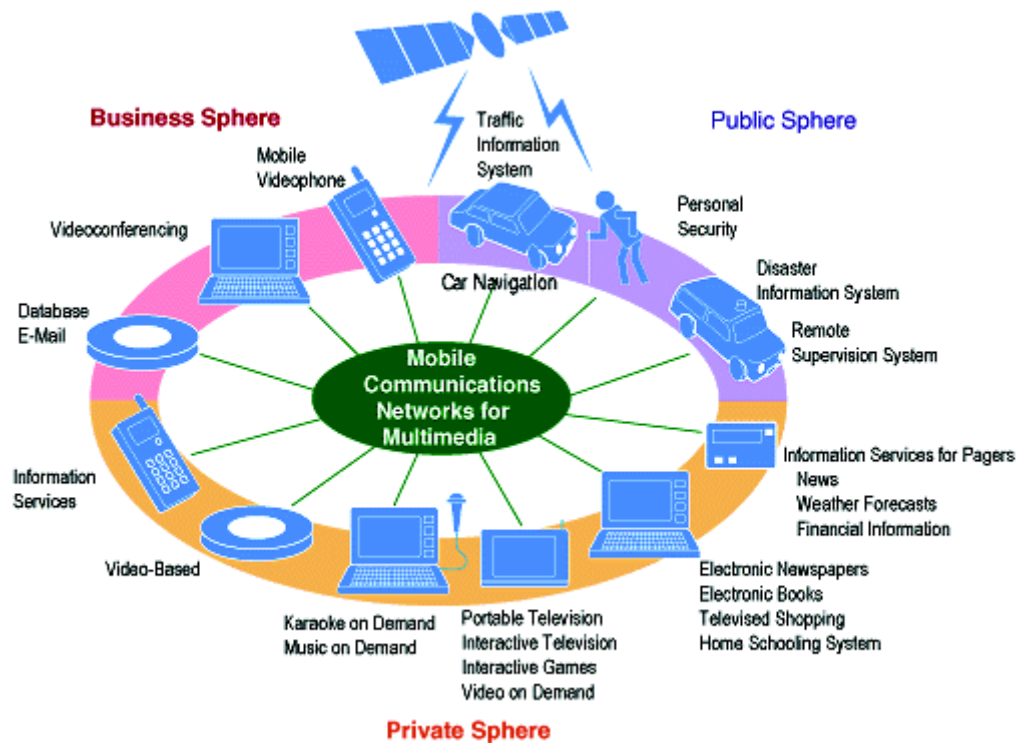 Business Sphere
Public Sphere
Traffic
Information
System
Mobile
Videophone
Personal
Security
Videoconferencing
Car Navigation
Disaster
Information System
Database
E-Mail
Remote
Supervision System
Mobile
Communications
Networks for
Multimedia
Information
Services
Information Services for Pagers
News
Weather Forecasts
Financial Information
Video-Based
Electronic Newspapers
Electronic Books
Televised Shopping
Home Schooling System
Karaoke on Demand
Music on Demand
Portable Television
Interactive Television
Interactive Games
Video on Demand
Private Sphere